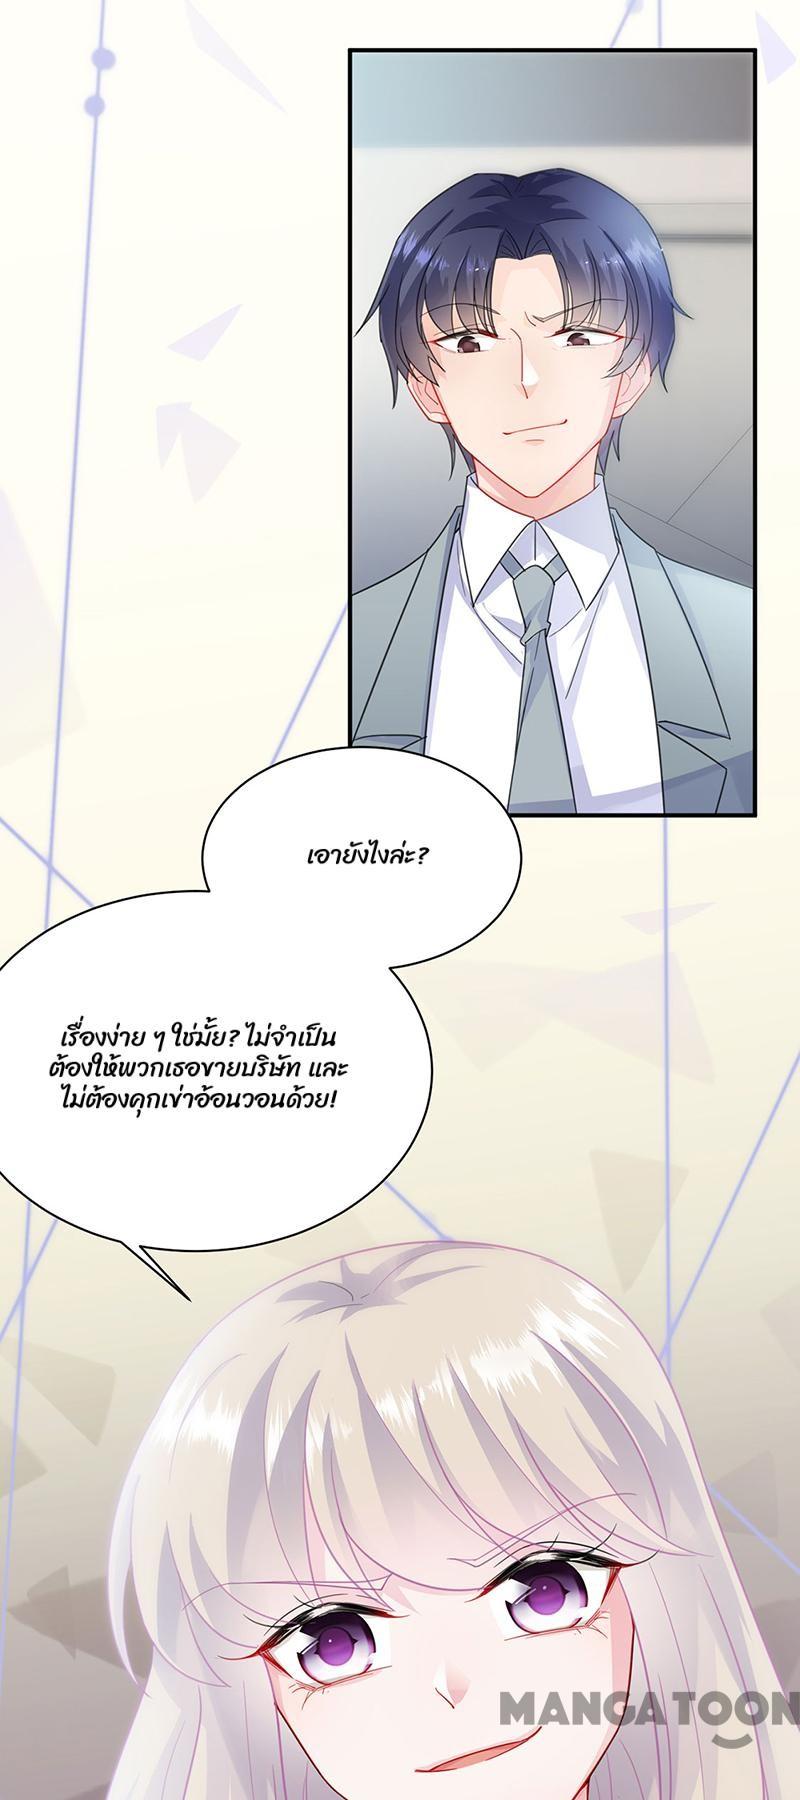 เอายังไงล่ะ?
เรื่องง่าย ๆ ใช่มั้ย? ไม่จำเป็น
ต้องให้พวกเธอขายบริษัท และ
ไม่ต้องคุกเข่าอ้อนวอนด้วย!
MANGA TOON